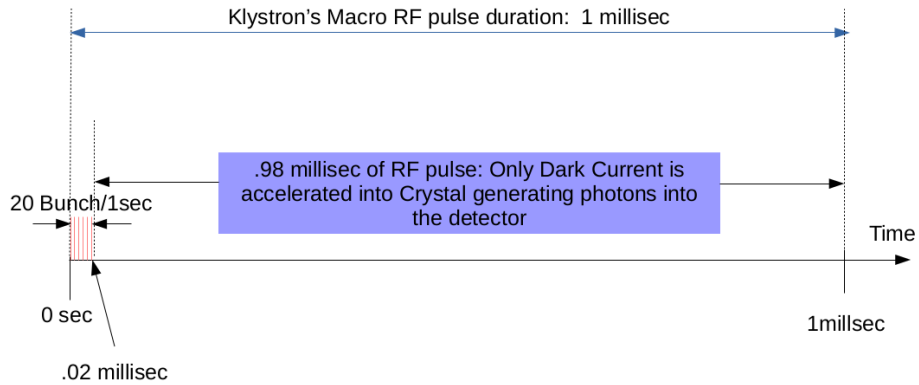 Klystron’s Macro RF pulse duration:  1 millisec
.98 millisec of RF pulse: Only Dark Current is
accelerated into Crystal generating photons into
the detector
20 Bunch/1sec
Time
0 sec
1millsec
.02 millisec